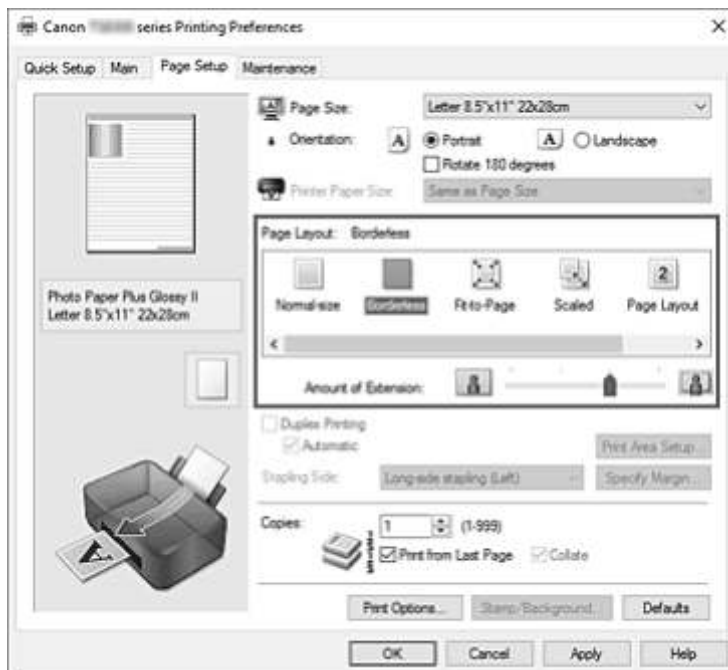 Canon series Printing Preferences
Quick Setup Main Page Setup Maintenance
Page Size: Letter 8.5"x11" 22x28cm
Orientation: A Portrait A Landscape
Rotate 180 degrees
Printer Paper Size: Same as Page Size
Page Layout: Borderless
Normal-size Borderless Fit-to-Page Scaled 2 Page Layout
Amount of Extension:
Photo Paper Plus Glossy II
Letter 8.5"x11" 22x28cm
Duplex Printing
Automatic
Print Area Setup...
Stapling Side: Long-side stapling (Left) Specify Margin...
Copies: 1 (1-999)
Print from Last Page Collate
A
Print Options... Stamp/Background... Defaults
OK Cancel Apply Help